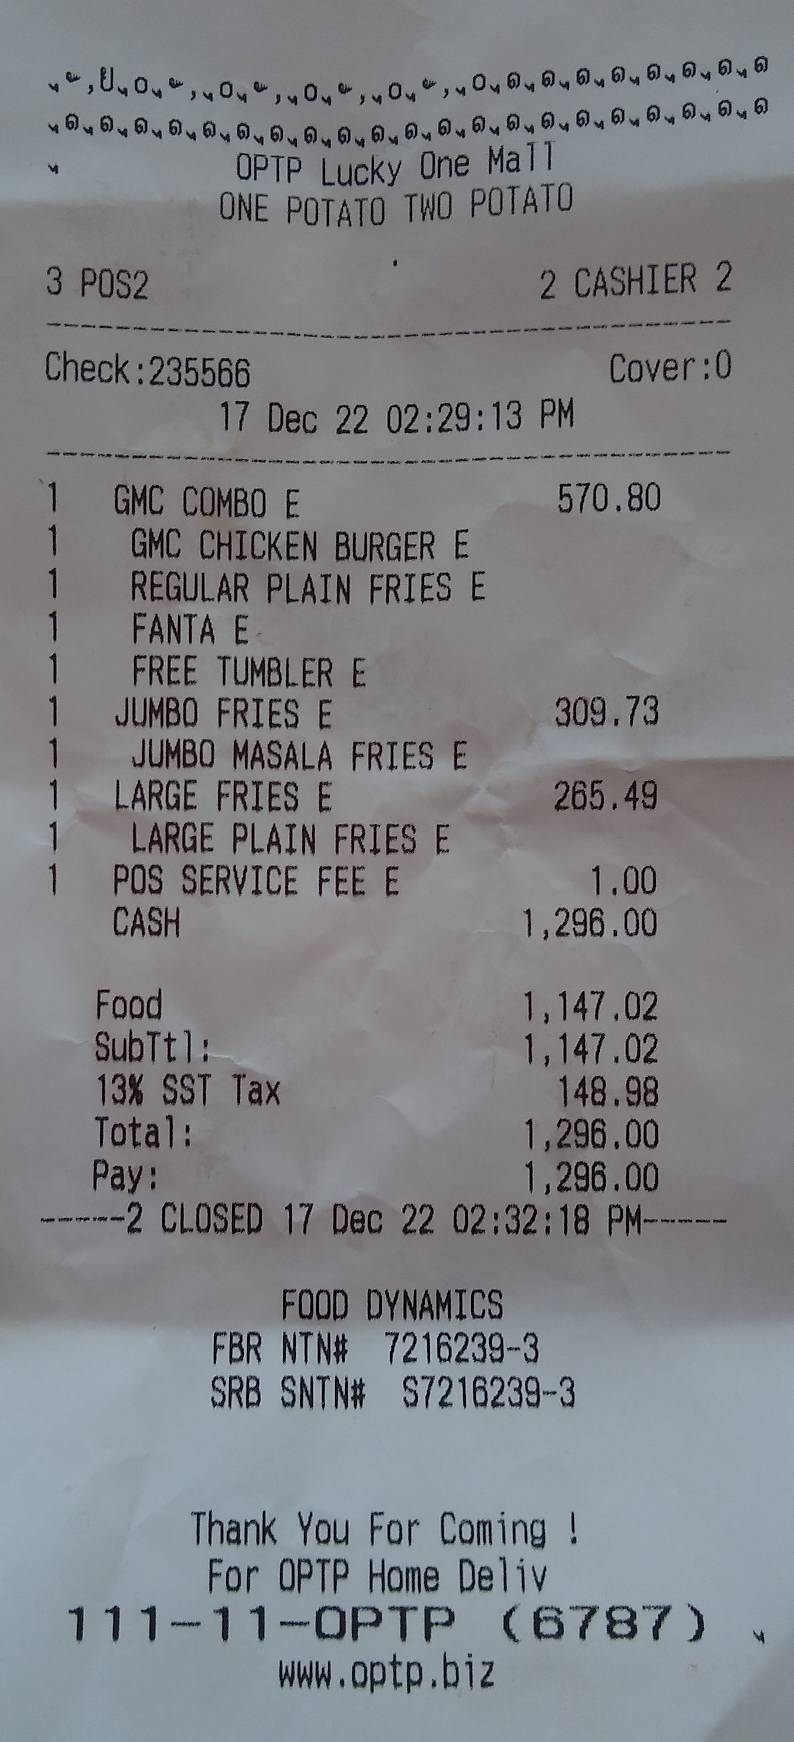 OPTP Lucky One Mall
ONE POTATO TWO POTATO
3 POS2 2 CASHIER 2
Check:235566 Cover:0
17 Dec 22 02:29:13 PM
1 GMC COMBO E 570.80
1 GMC CHICKEN BURGER E
1 REGULAR PLAIN FRIES E
1 FANTA E
1 FREE TUMBLER E
1 JUMBO FRIES E 309.73
1 JUMBO MASALA FRIES E
1 LARGE FRIES E 265.49
1 LARGE PLAIN FRIES E
1 POS SERVICE FEE E 1.00
CASH 1,296.00
Food 1,147.02
SubTtl: 1,147.02
13% SST Tax 148.98
Total: 1,296.00
Pay: 1,296.00
------2 CLOSED 17 Dec 22 02:32:18 PM------
FOOD DYNAMICS
FBR NTN# 7216239-3
SRB SNTN# S7216239-3
Thank You For Coming !
For OPTP Home Deliv
111-11-OPTP (6787)
www.optp.biz